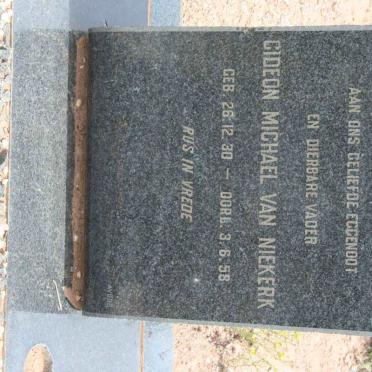 AAN ONS GELIEFDE EGGENOOT
EN DIERBARE VADER
GIDEON MICHAEL VAN NIEKERK
GEB. 26.12.30 — OORL. 3.6.58
RUS IN VREDE